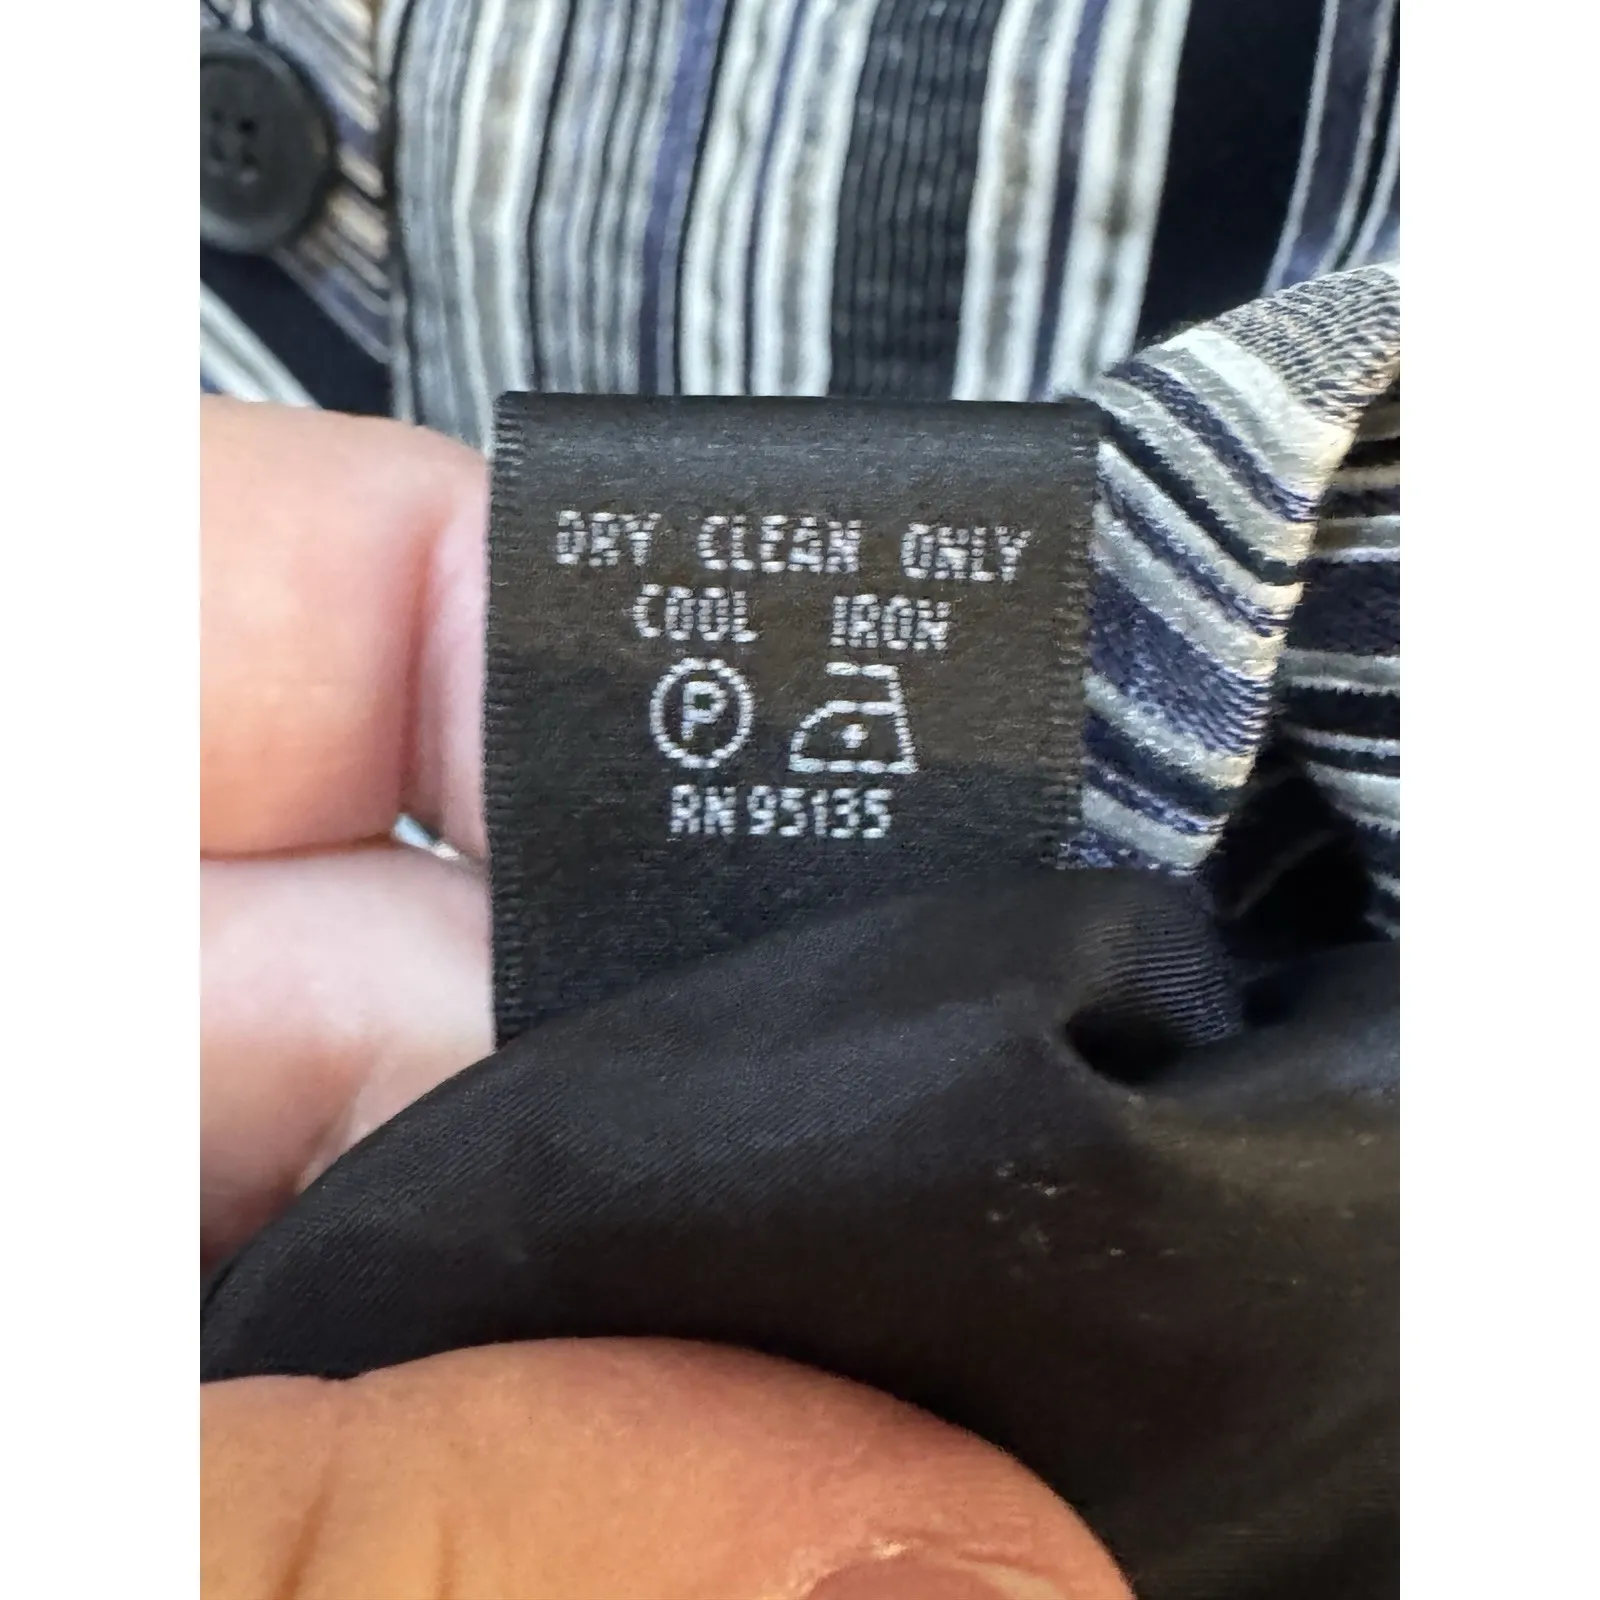 DRY CLEAN ONLY
COOL IRON
P
RN 95135